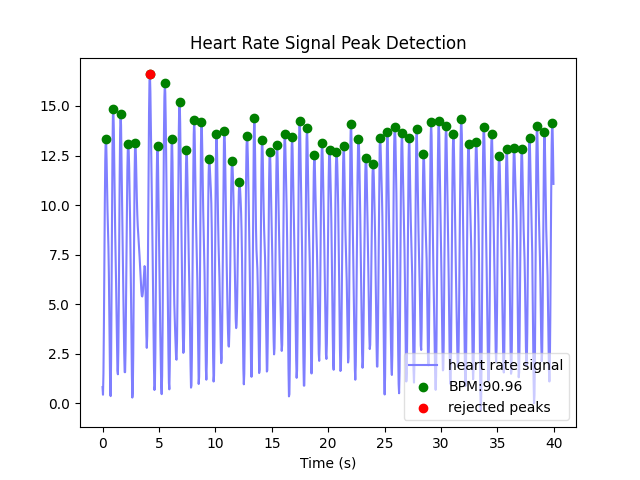 Heart Rate Signal Peak Detection
15.0
12.5
10.0
7.5
5.0
2.5
0.0
heart rate signal
BPM:90.96
rejected peaks
0 5 10 15 20 25 30 35 40
Time (s)